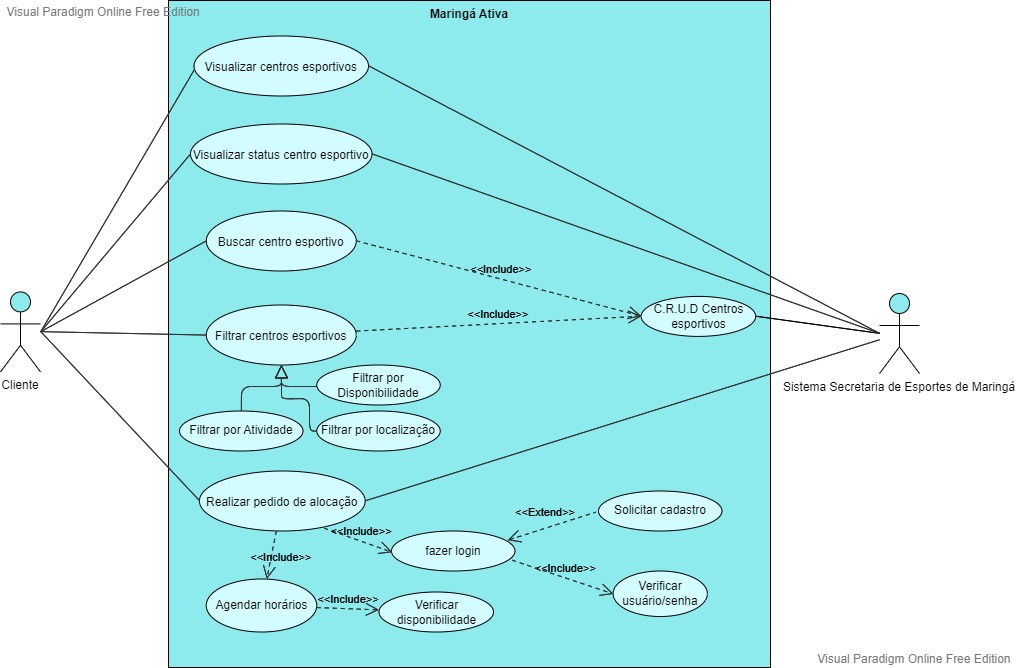 Visual Paradigm Online Free Edition
Maringá Ativa
Visualizar centros esportivos
Visualizar status centro esportivo
Buscar centro esportivo
<<Include>>
C.R.U.D Centros
esportivos
<<Include>>
Filtrar centros esportivos
Cliente
Sistema Secretaria de Esportes de Maringá
Filtrar por
Disponibilidade
Filtrar por Atividade
Filtrar por localização
Realizar pedido de alocação
<<Extend>>
Solicitar cadastro
<<Include>>
fazer login
<<Include>>
<<Include>>
Verificar
usuário/senha
Agendar horários
<<Include>>
Verificar
disponibilidade
Visual Paradigm Online Free Edition